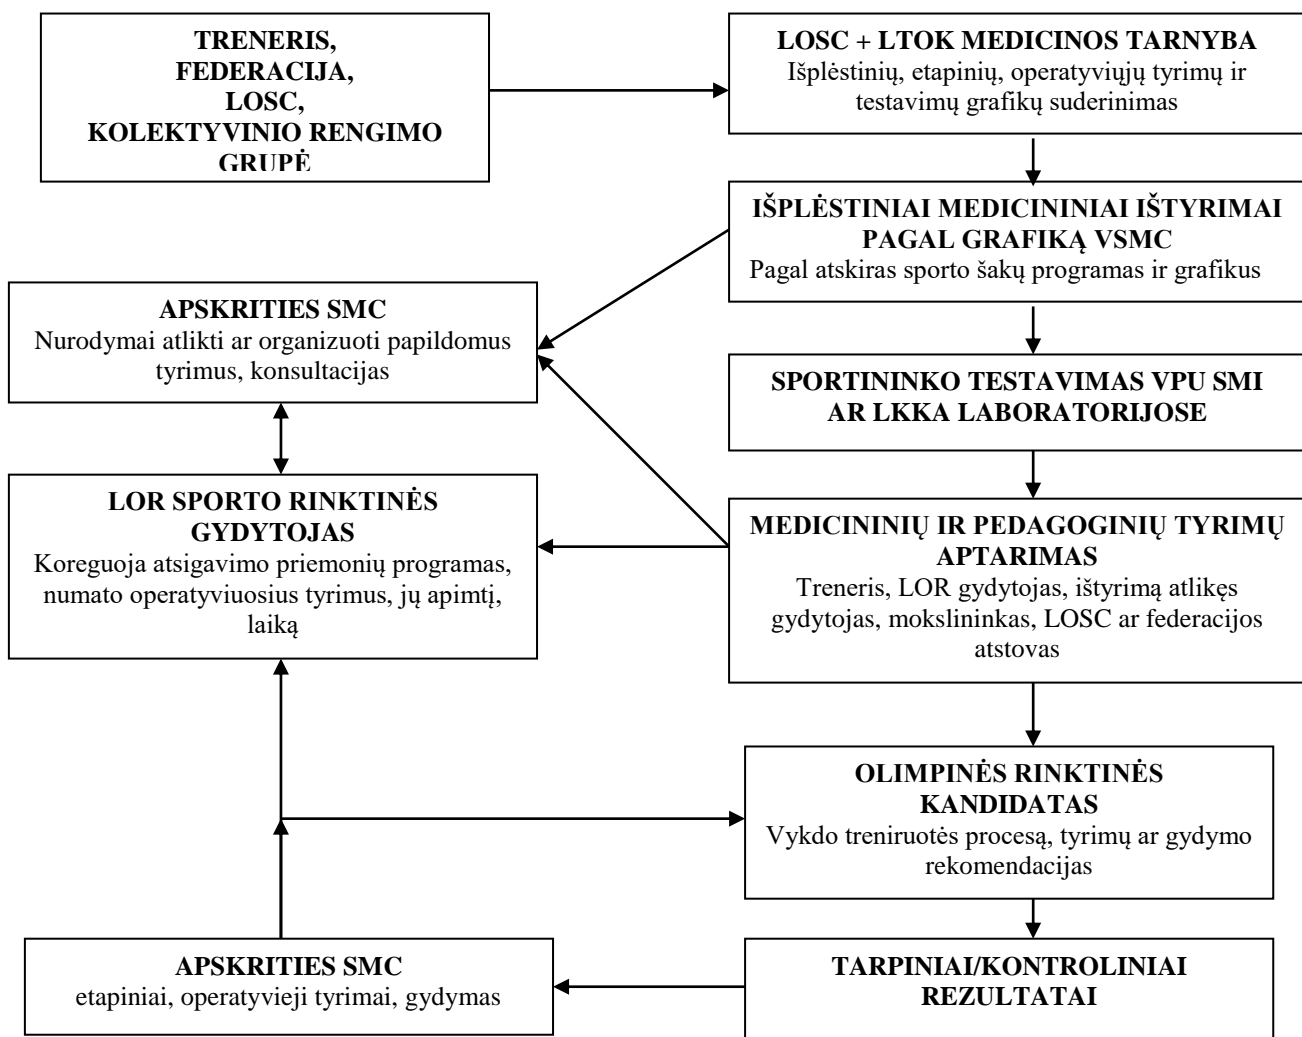 TRENERIS,
FEDERACIJA,
LOSC,
KOLEKTYVINIO RENGIMO
GRUPĖ
LOSC + LTOK MEDICINOS TARNYBA
Išplėstinių, etapinių, operatyviųjų tyrimų ir
testavimų grafikų suderinimas
IŠPLĖSTINIAI MEDICININIAI IŠTYRIMAI
PAGAL GRAFIKĄ VSMC
Pagal atskiras sporto šakų programas ir grafikus
APSKRITIES SMC
Nurodymai atlikti ar organizuoti papildomus
tyrimus, konsultacijas
SPORTININKO TESTAVIMAS VPU SMI
AR LKKA LABORATORIJOSE
LOR SPORTO RINKTINĖS
GYDYTOJAS
Koreguoja atsigavimo priemonių programas,
numato operatyviuosius tyrimus, jų apimtį,
laiką
MEDICININIŲ IR PEDAGOGINIŲ TYRIMŲ
APTARIMAS
Treneris, LOR gydytojas, ištyrimą atlikęs
gydytojas, mokslininkas, LOSC ar federacijos
atstovas
OLIMPINĖS RINKTINĖS
KANDIDATAS
Vykdo treniruotės procesą, tyrimų ar gydymo
rekomendacijas
APSKRITIES SMC
etapiniai, operatyvieji tyrimai, gydymas
TARPINIAI/KONTROLINIAI
REZULTATAI